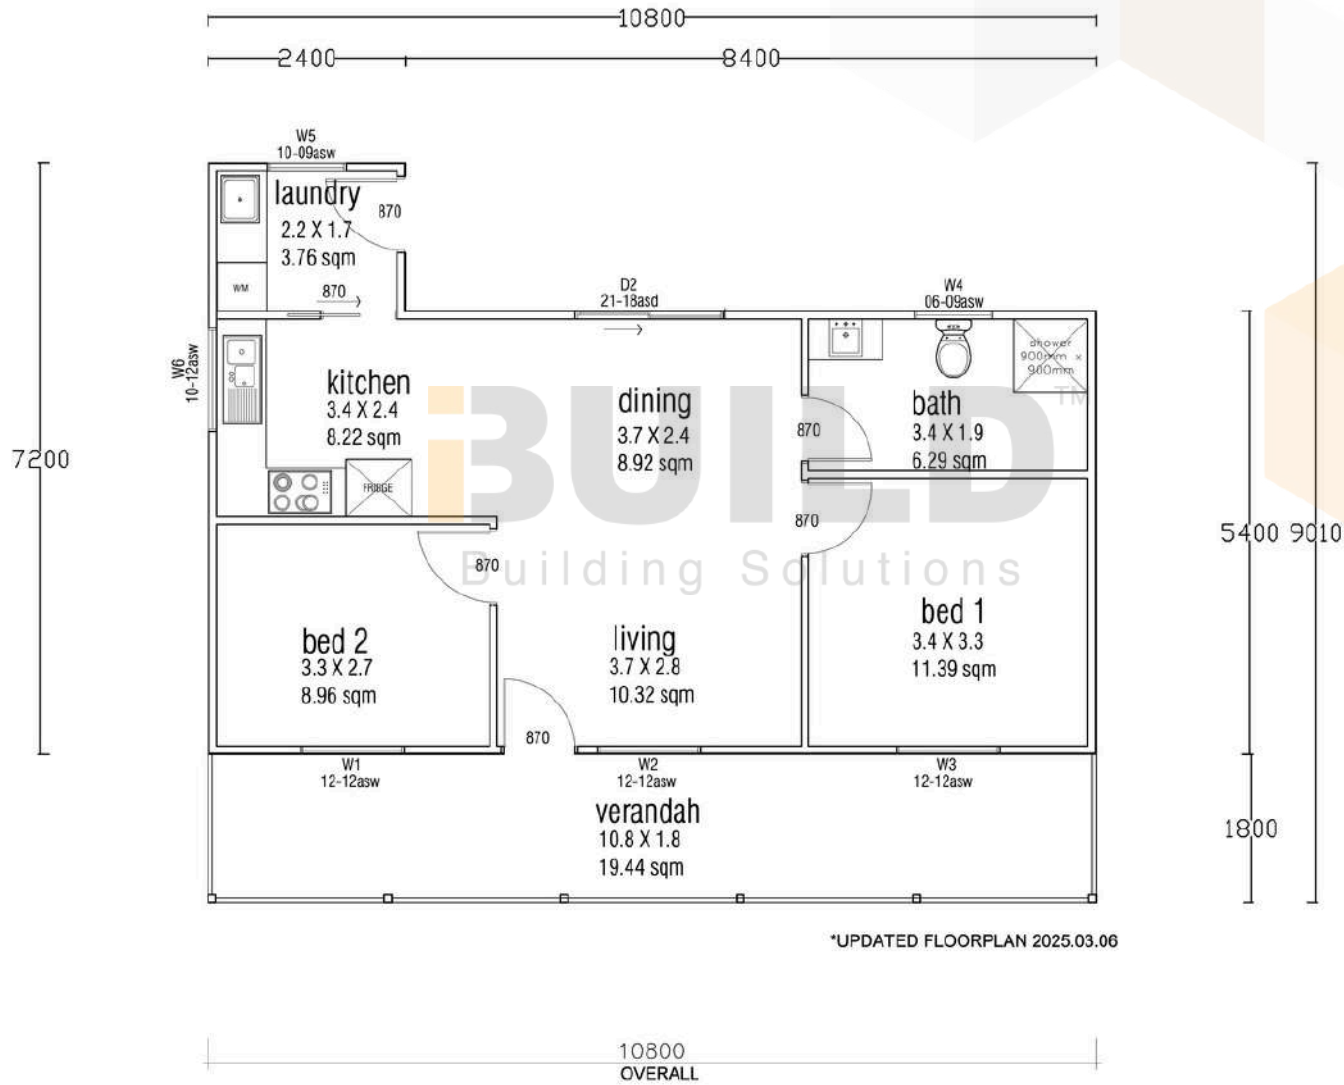 10800
2400
8400
W5
10-09asw
laundry
2.2 X 1.7
3.76 sqm
870
WM
870
D2
21-18asd
W4
06-09asw
W6
10-12asw
kitchen
3.4 X 2.4
8.22 sqm
FRIDGE
dining
3.7 X 2.4
8.92 sqm
shower
900mm x
900mm
bath
3.4 X 1.9
6.29 sqm
870
870
iBUILD TM
Building Solutions
7200
5400
9010
870
bed 2
3.3 X 2.7
8.96 sqm
living
3.7 X 2.8
10.32 sqm
bed 1
3.4 X 3.3
11.39 sqm
870
W1
12-12asw
W2
12-12asw
W3
12-12asw
verandah
10.8 X 1.8
19.44 sqm
1800
*UPDATED FLOORPLAN 2025.03.06
10800
OVERALL